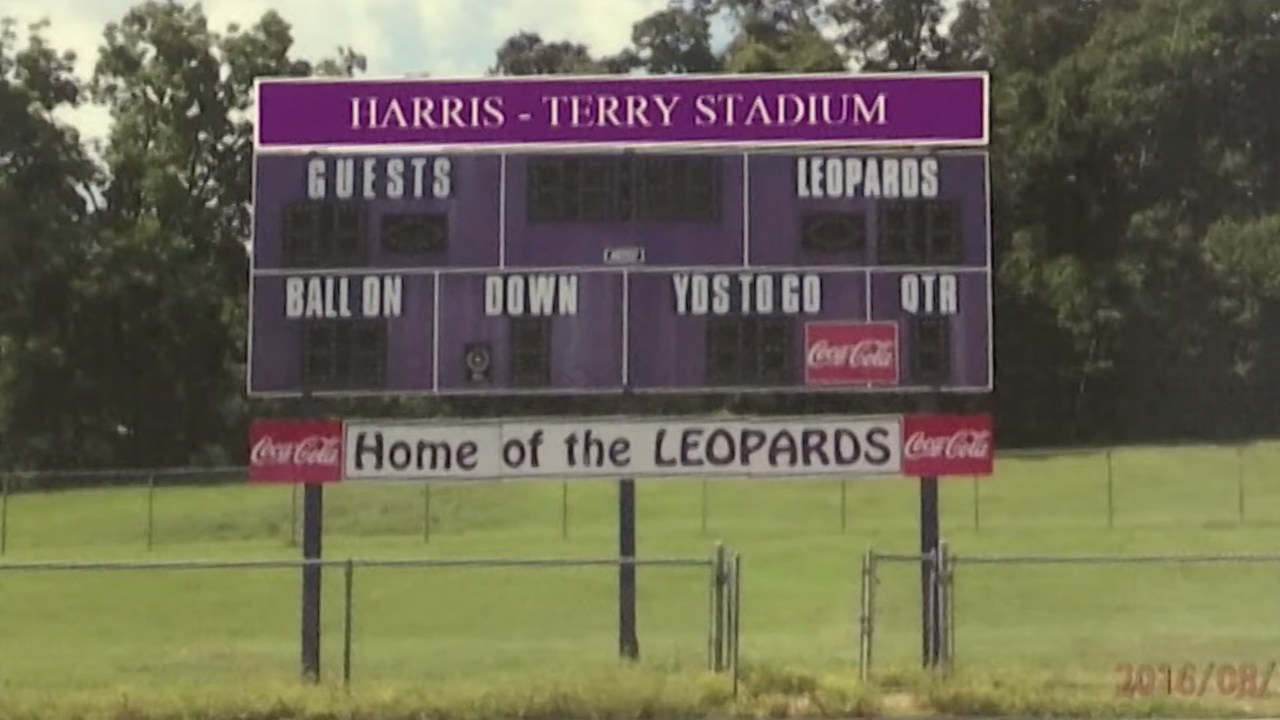 HARRIS - TERRY STADIUM
GUESTS
LEOPARDS
BALL ON
DOWN
YDS TO GO
QTR
Coca-Cola
Coca-Cola
Home of the LEOPARDS
Coca-Cola
2016/08/